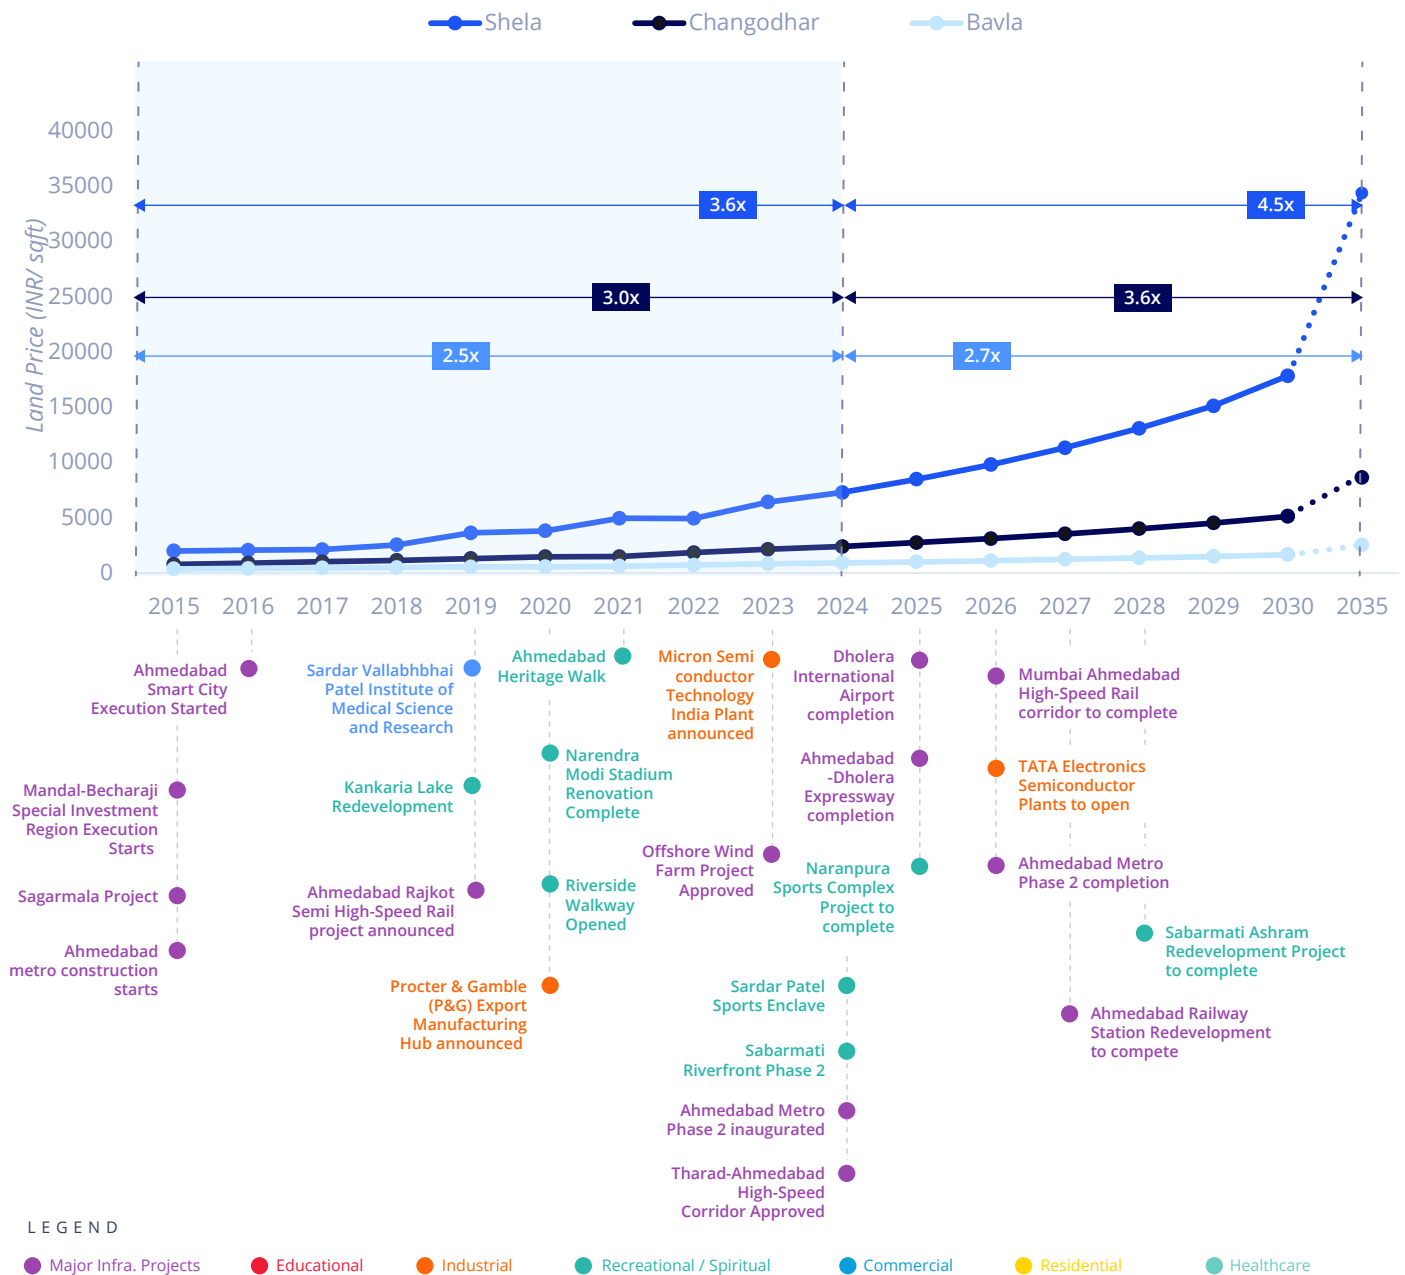 Shela
Changodhar
Bavla
Land Price (INR/ sqft)
40000
35000
30000
25000
20000
15000
10000
5000
0
3.6x
4.5x
3.0x
3.6x
2.5x
2.7x
2015 2016 2017 2018 2019 2020 2021 2022 2023 2024 2025 2026 2027 2028 2029 2030 2035
Ahmedabad
Smart City
Execution Started
Mandal-Becharaji
Special Investment
Region Execution
Starts
Sagarmala Project
Ahmedabad
metro construction
starts
Sardar Vallabhbhai
Patel Institute of
Medical Science
and Research
Kankaria Lake
Redevelopment
Ahmedabad Rajkot
Semi High-Speed Rail
project announced
Ahmedabad
Heritage Walk
Narendra
Modi Stadium
Renovation
Complete
Riverside
Walkway
Opened
Procter & Gamble
(P&G) Export
Manufacturing
Hub announced
Micron Semi
conductor
Technology
India Plant
announced
Offshore Wind
Farm Project
Approved
Dholera
International
Airport
completion
Ahmedabad
-Dholera
Expressway
completion
Naranpura
Sports Complex
Project to
complete
Sardar Patel
Sports Enclave
Sabarmati
Riverfront Phase 2
Ahmedabad Metro
Phase 2 inaugurated
Tharad-Ahmedabad
High-Speed
Corridor Approved
Mumbai Ahmedabad
High-Speed Rail
corridor to complete
TATA Electronics
Semiconductor
Plants to open
Ahmedabad Metro
Phase 2 completion
Sabarmati Ashram
Redevelopment Project
to complete
Ahmedabad Railway
Station Redevelopment
to compete
LEGEND
Major Infra. Projects
Educational
Industrial
Recreational / Spiritual
Commercial
Residential
Healthcare